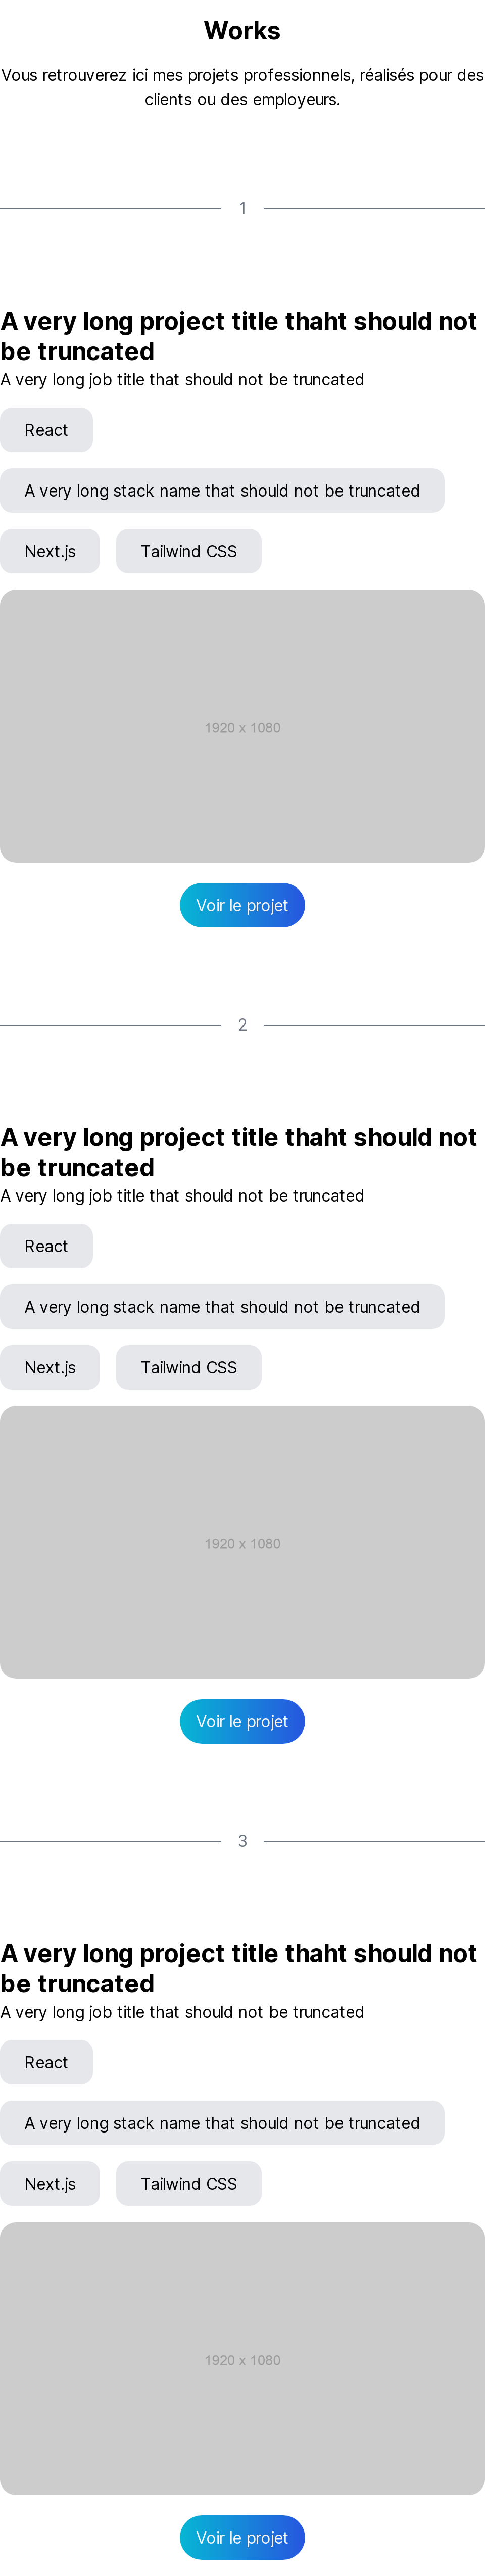 Works
Vous retrouverez ici mes projets professionnels, réalisés pour des
clients ou des employeurs.
1
A very long project title thaht should not
be truncated
A very long job title that should not be truncated
React
A very long stack name that should not be truncated
Next.js Tailwind CSS
1920 x 1080
Voir le projet
2
A very long project title thaht should not
be truncated
A very long job title that should not be truncated
React
A very long stack name that should not be truncated
Next.js Tailwind CSS
1920 x 1080
Voir le projet
3
A very long project title thaht should not
be truncated
A very long job title that should not be truncated
React
A very long stack name that should not be truncated
Next.js Tailwind CSS
1920 x 1080
Voir le projet